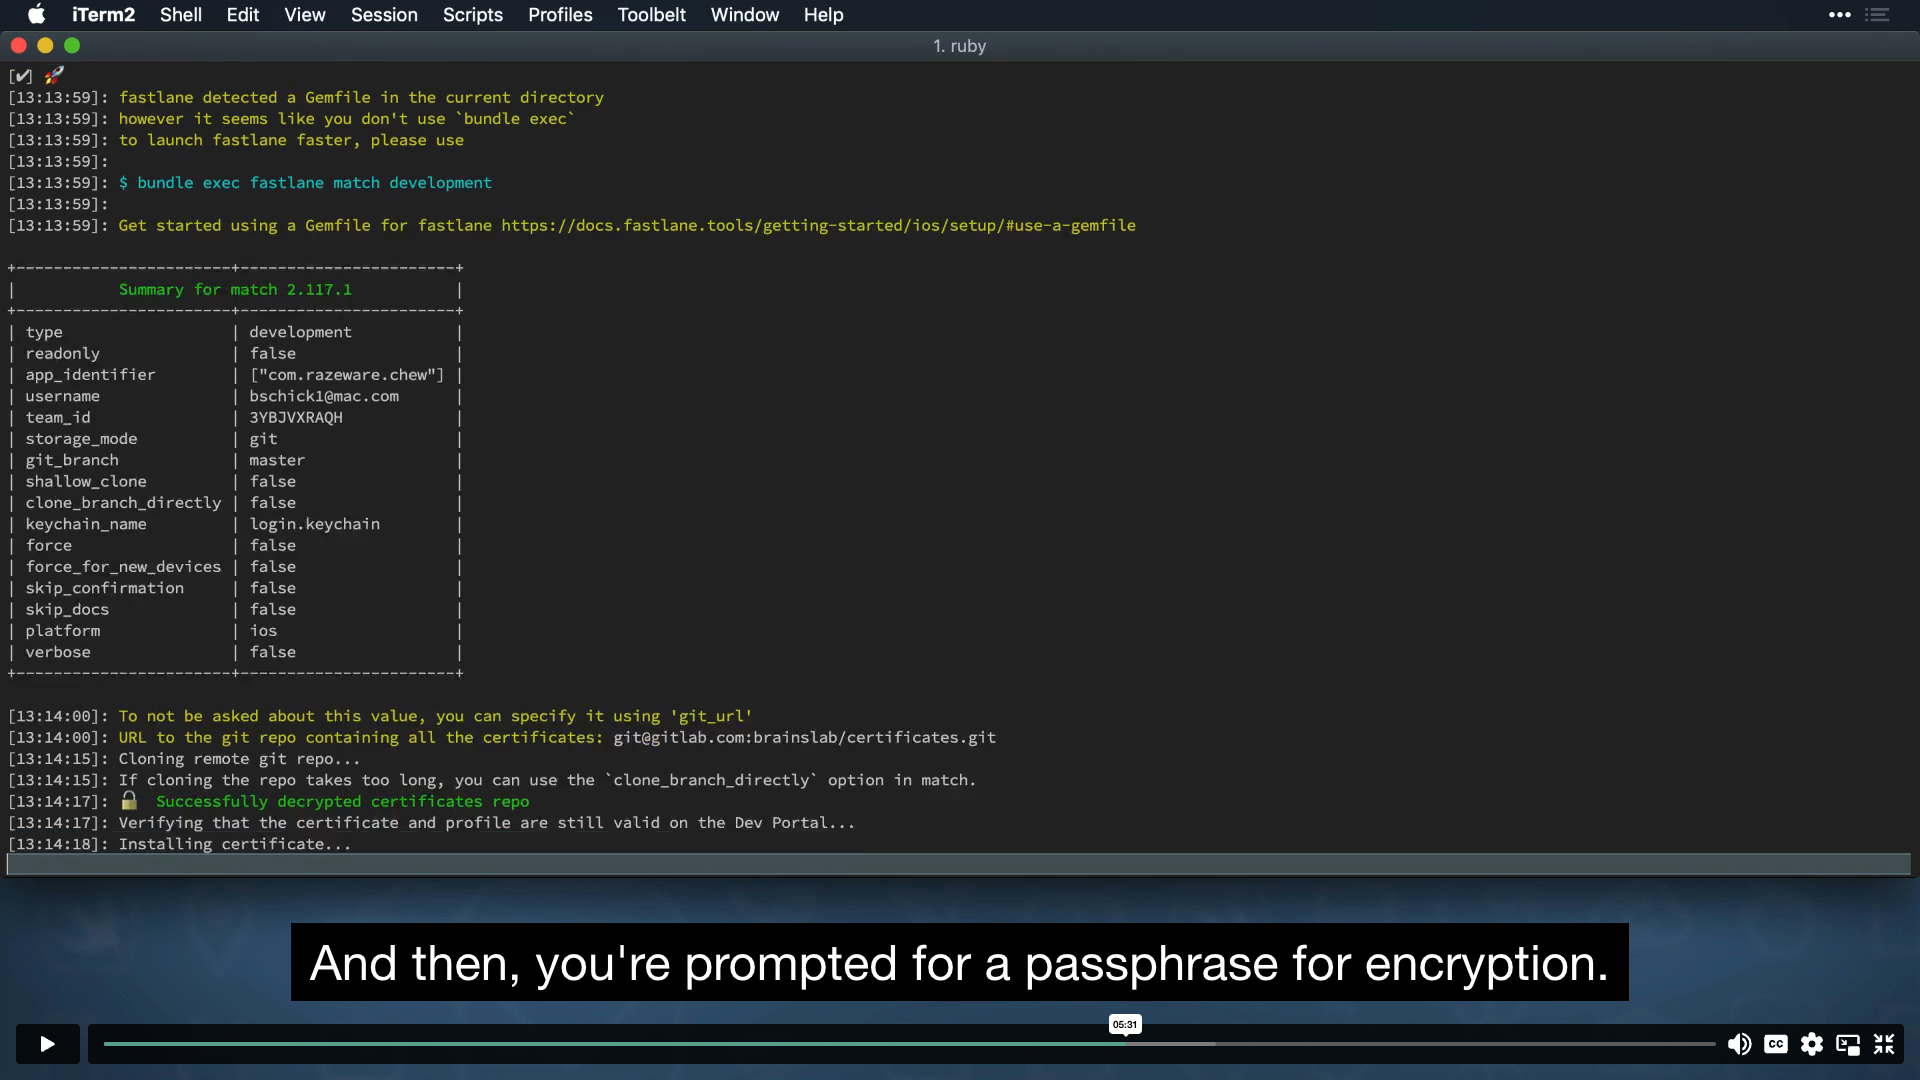 iTerm2 Shell Edit View Session Scripts Profiles Toolbelt Window Help
1. ruby
[✔] 🚀
[13:13:59]: fastlane detected a Gemfile in the current directory
[13:13:59]: however it seems like you don't use `bundle exec`
[13:13:59]: to launch fastlane faster, please use
[13:13:59]:
[13:13:59]: $ bundle exec fastlane match development
[13:13:59]:
[13:13:59]: Get started using a Gemfile for fastlane https://docs.fastlane.tools/getting-started/ios/setup/#use-a-gemfile
+-----------------------+-----------------------+
| Summary for match 2.117.1 |
+-----------------------+-----------------------+
| type | development |
| readonly | false |
| app_identifier | ["com.razeware.chew"] |
| username | bschick1@mac.com |
| team_id | 3YBJVXRAQH |
| storage_mode | git |
| git_branch | master |
| shallow_clone | false |
| clone_branch_directly | false |
| keychain_name | login.keychain |
| force | false |
| force_for_new_devices | false |
| skip_confirmation | false |
| skip_docs | false |
| platform | ios |
| verbose | false |
+-----------------------+-----------------------+
[13:14:00]: To not be asked about this value, you can specify it using 'git_url'
[13:14:00]: URL to the git repo containing all the certificates: git@gitlab.com:brainslab/certificates.git
[13:14:15]: Cloning remote git repo...
[13:14:15]: If cloning the repo takes too long, you can use the `clone_branch_directly` option in match.
[13:14:17]: 🔓 Successfully decrypted certificates repo
[13:14:17]: Verifying that the certificate and profile are still valid on the Dev Portal...
[13:14:18]: Installing certificate...
And then, you're prompted for a passphrase for encryption.
05:31
CC